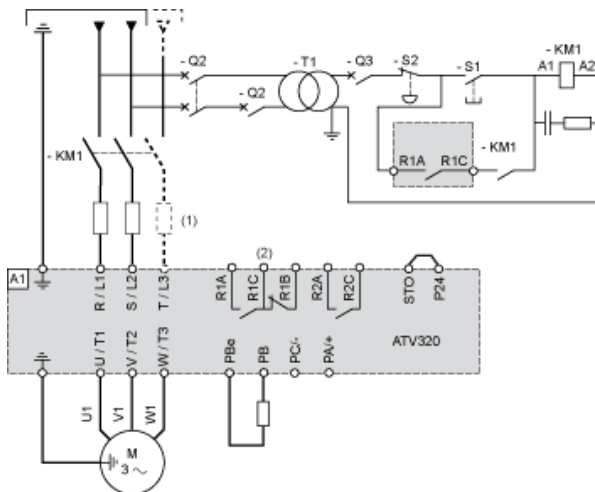 - Q2
- T1
- Q3
- S2
- S1
- KM1
A1
A2
- Q2
- KM1
R1A
R1C
- KM1
(1)
(2)
A1
R / L1
S / L2
T / L3
R1A
R1C
R1B
R2A
R2C
STO
P24
ATV320
U / T1
V / T2
W / T3
PBe
PB
PC/-
PA/+
U1
V1
W1
M
3 ~